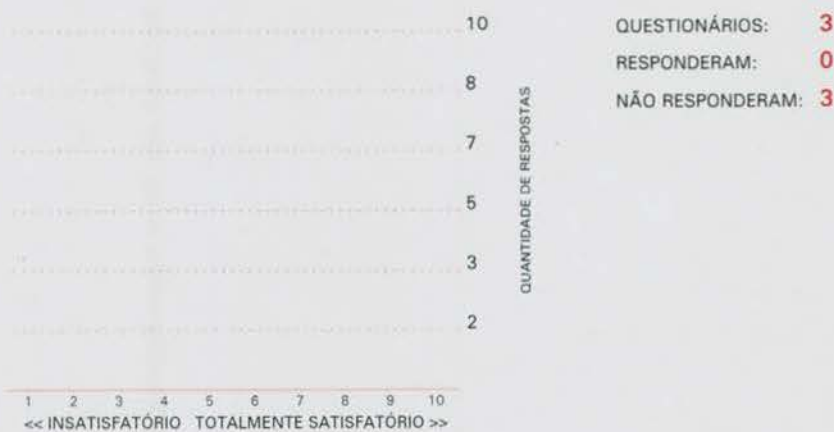 10
8
7
5
3
2
QUANTIDADE DE RESPOSTAS
1 2 3 4 5 6 7 8 9 10
<< INSATISFATÓRIO TOTALMENTE SATISFATÓRIO >>
QUESTIONÁRIOS: 3
RESPONDERAM: 0
NÃO RESPONDERAM: 3